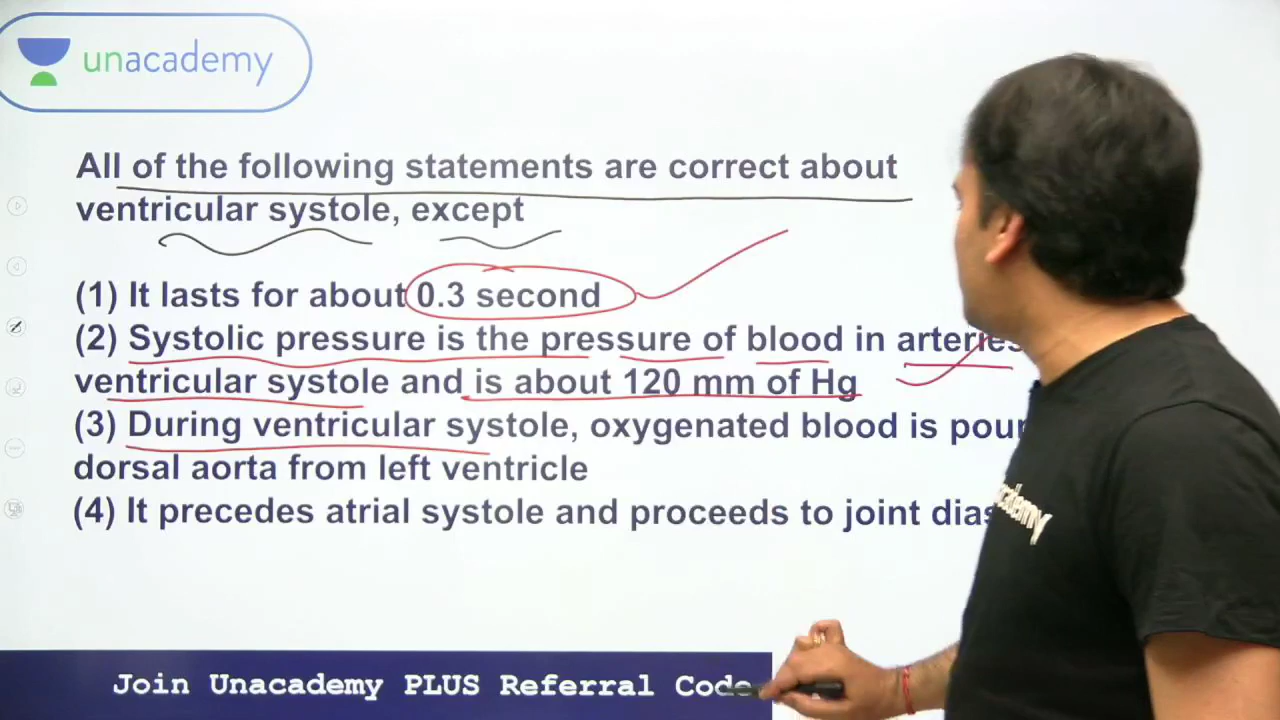 unacademy
All of the following statements are correct about
ventricular systole, except
(1) It lasts for about 0.3 second
(2) Systolic pressure is the pressure of blood in arteries
ventricular systole and is about 120 mm of Hg
(3) During ventricular systole, oxygenated blood is
dorsal aorta from left ventricle
(4) It precedes atrial systole and proceeds to joint
academy
Join Unacademy PLUS Referral Code